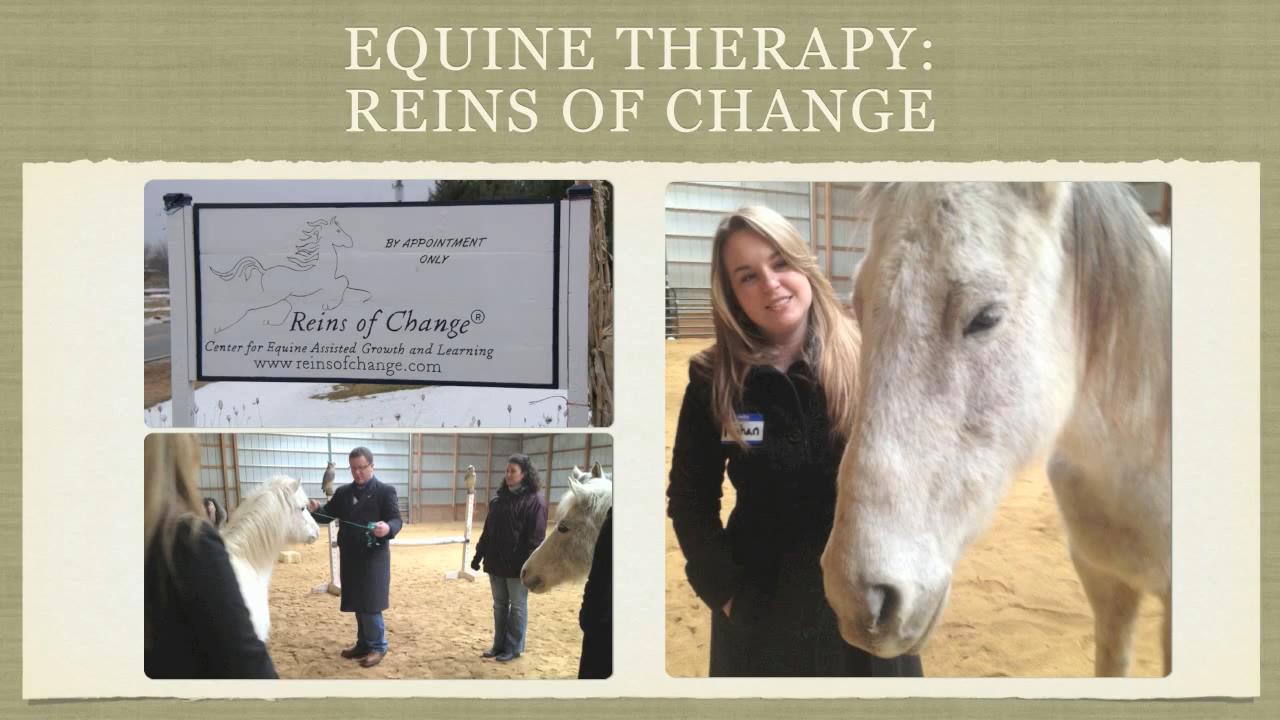 EQUINE THERAPY:
REINS OF CHANGE
BY APPOINTMENT
ONLY
Reins of Change®
Center for Equine Assisted Growth and Learning
www.reinsofchange.com